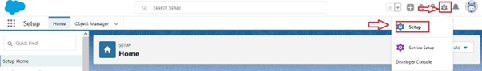 Search Setup
Setup Home Object Manager
Quick Find
Setup Home
SETUP
Home
Setup
Service Setup
Developer Console